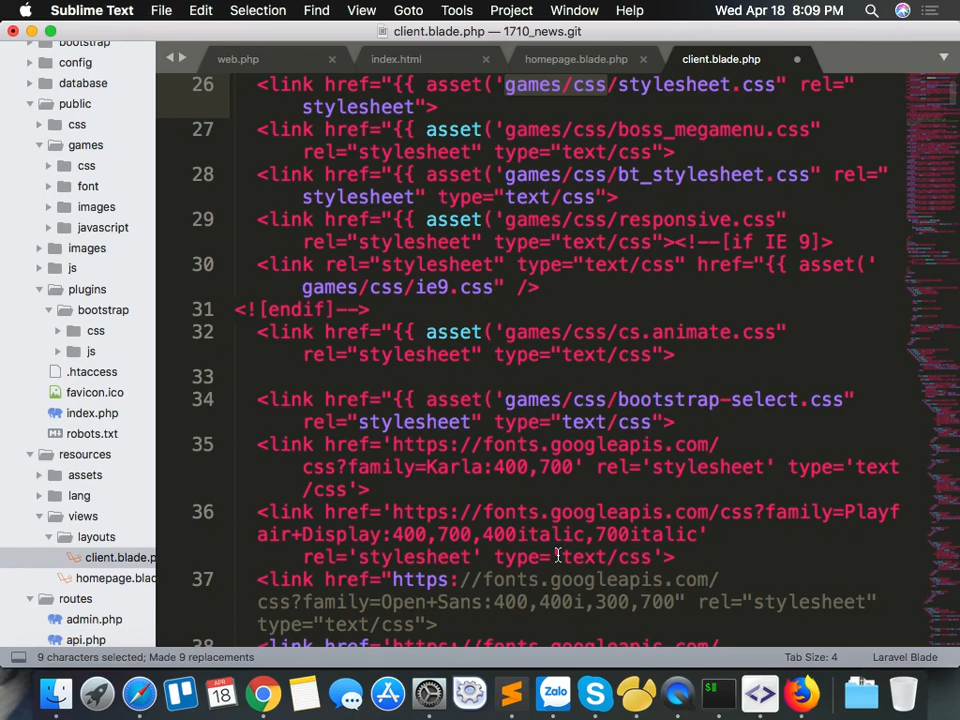 Sublime Text File Edit Selection Find View Goto Tools Project Window Help Wed Apr 18 8:09 PM
client.blade.php — 1710_news.git
web.php index.html homepage.blade.php client.blade.php
bootstrap
config
database
public
css
games
css
font
images
javascript
images
js
plugins
bootstrap
css
js
.htaccess
favicon.ico
index.php
robots.txt
resources
assets
lang
views
layouts
client.blade.p
homepage.blad
routes
admin.php
api.php
26 <link href="{{ asset('games/css/stylesheet.css" rel="
stylesheet">
27 <link href="{{ asset('games/css/boss_megamenu.css"
rel="stylesheet" type="text/css">
28 <link href="{{ asset('games/css/bt_stylesheet.css" rel="
stylesheet" type="text/css">
29 <link href="{{ asset('games/css/responsive.css"
rel="stylesheet" type="text/css"><!--[if IE 9]>
30 <link rel="stylesheet" type="text/css" href="{{ asset('
games/css/ie9.css" />
31 <![endif]-->
32 <link href="{{ asset('games/css/cs.animate.css"
rel="stylesheet" type="text/css">
33
34 <link href="{{ asset('games/css/bootstrap-select.css"
rel="stylesheet" type="text/css">
35 <link href='https://fonts.googleapis.com/
css?family=Karla:400,700' rel='stylesheet' type='text
/css'>
36 <link href='https://fonts.googleapis.com/css?family=Playf
air+Display:400,700,400italic,700italic'
rel='stylesheet' type='text/css'>
37 <link href="https://fonts.googleapis.com/
css?family=Open+Sans:400,400i,300,700" rel="stylesheet"
type="text/css">
38 <link href='https://fonts.googleapis.com/
9 characters selected; Made 9 replacements Tab Size: 4 Laravel Blade
APR
18
Zalo